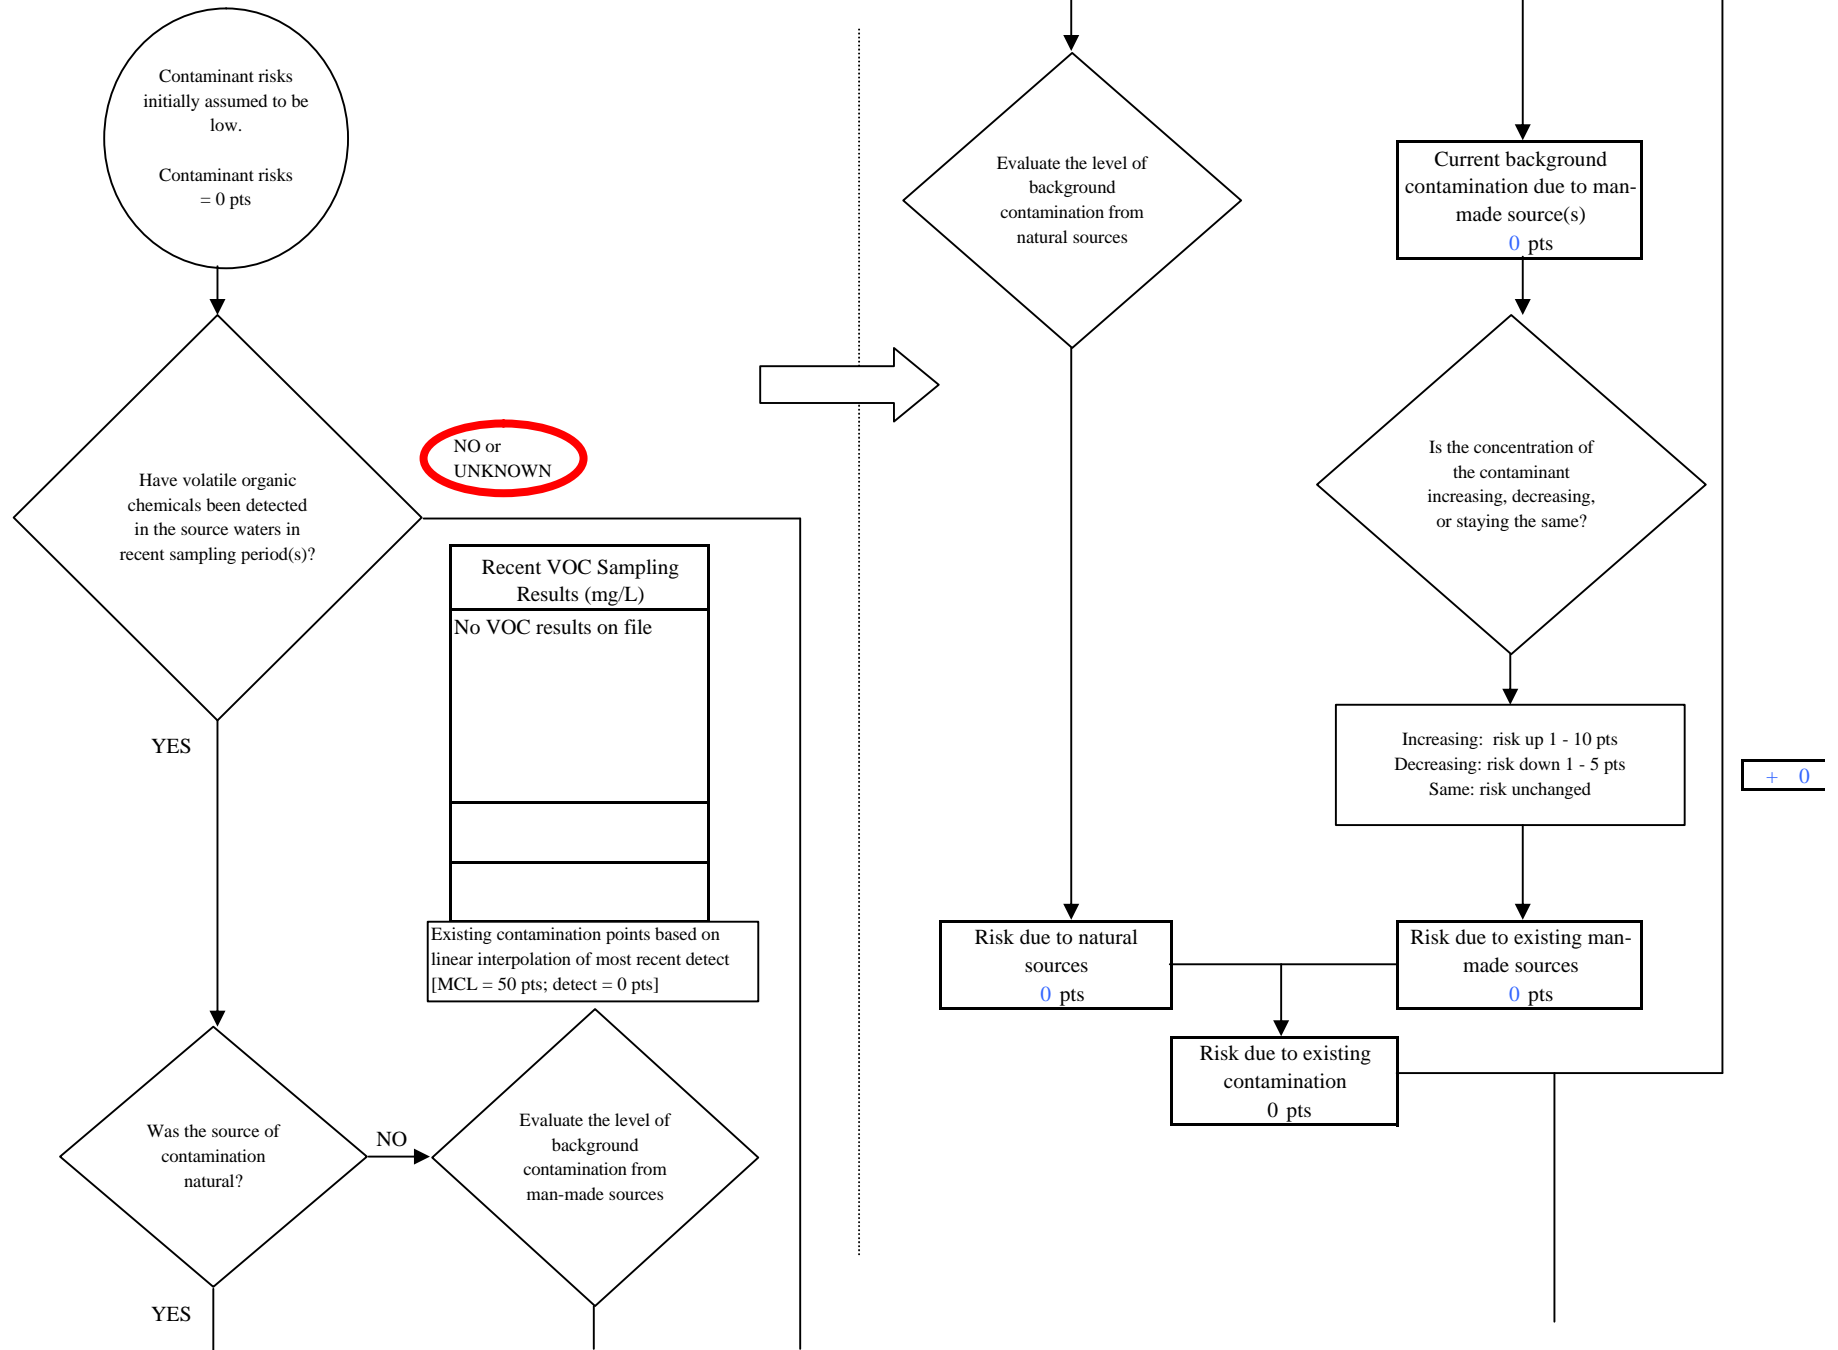 Contaminant risks
initially assumed to be
low.
Contaminant risks
= 0 pts
Have volatile organic
chemicals been detected
in the source waters in
recent sampling period(s)?
NO or
UNKNOWN
YES
Recent VOC Sampling
Results (mg/L)
No VOC results on file
Existing contamination points based on
linear interpolation of most recent detect
[MCL = 50 pts; detect = 0 pts]
Was the source of
contamination
natural?
NO
YES
Evaluate the level of
background
contamination from
man-made sources
Evaluate the level of
background
contamination from
natural sources
Current background
contamination due to man-
made source(s)
0 pts
Is the concentration of
the contaminant
increasing, decreasing,
or staying the same?
Increasing: risk up 1 - 10 pts
Decreasing: risk down 1 - 5 pts
Same: risk unchanged
+ 0
Risk due to natural
sources
0 pts
Risk due to existing man-
made sources
0 pts
Risk due to existing
contamination
0 pts